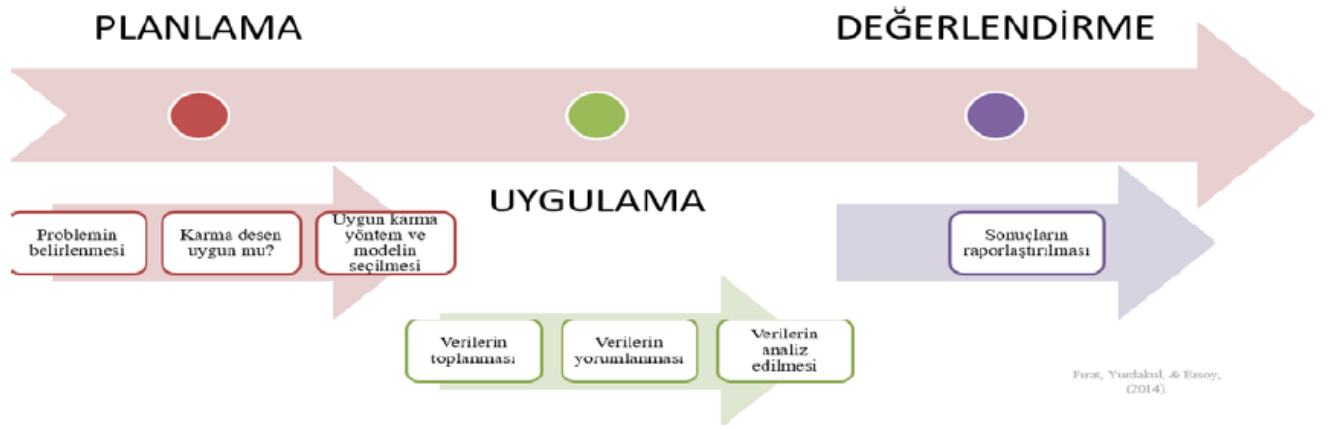 PLANLAMA
DEĞERLENDİRME
UYGULAMA
Problemin
belirlenmesi
Karma desen
uygun mu?
Uygun karma
yöntem ve
modelin
seçilmesi
Sonuçların
raporlaştırılması
Verilerin
toplanması
Verilerin
yorumlanması
Verilerin
analiz
edilmesi
Fırat, Yurdakul, & Ersoy,
(2014).